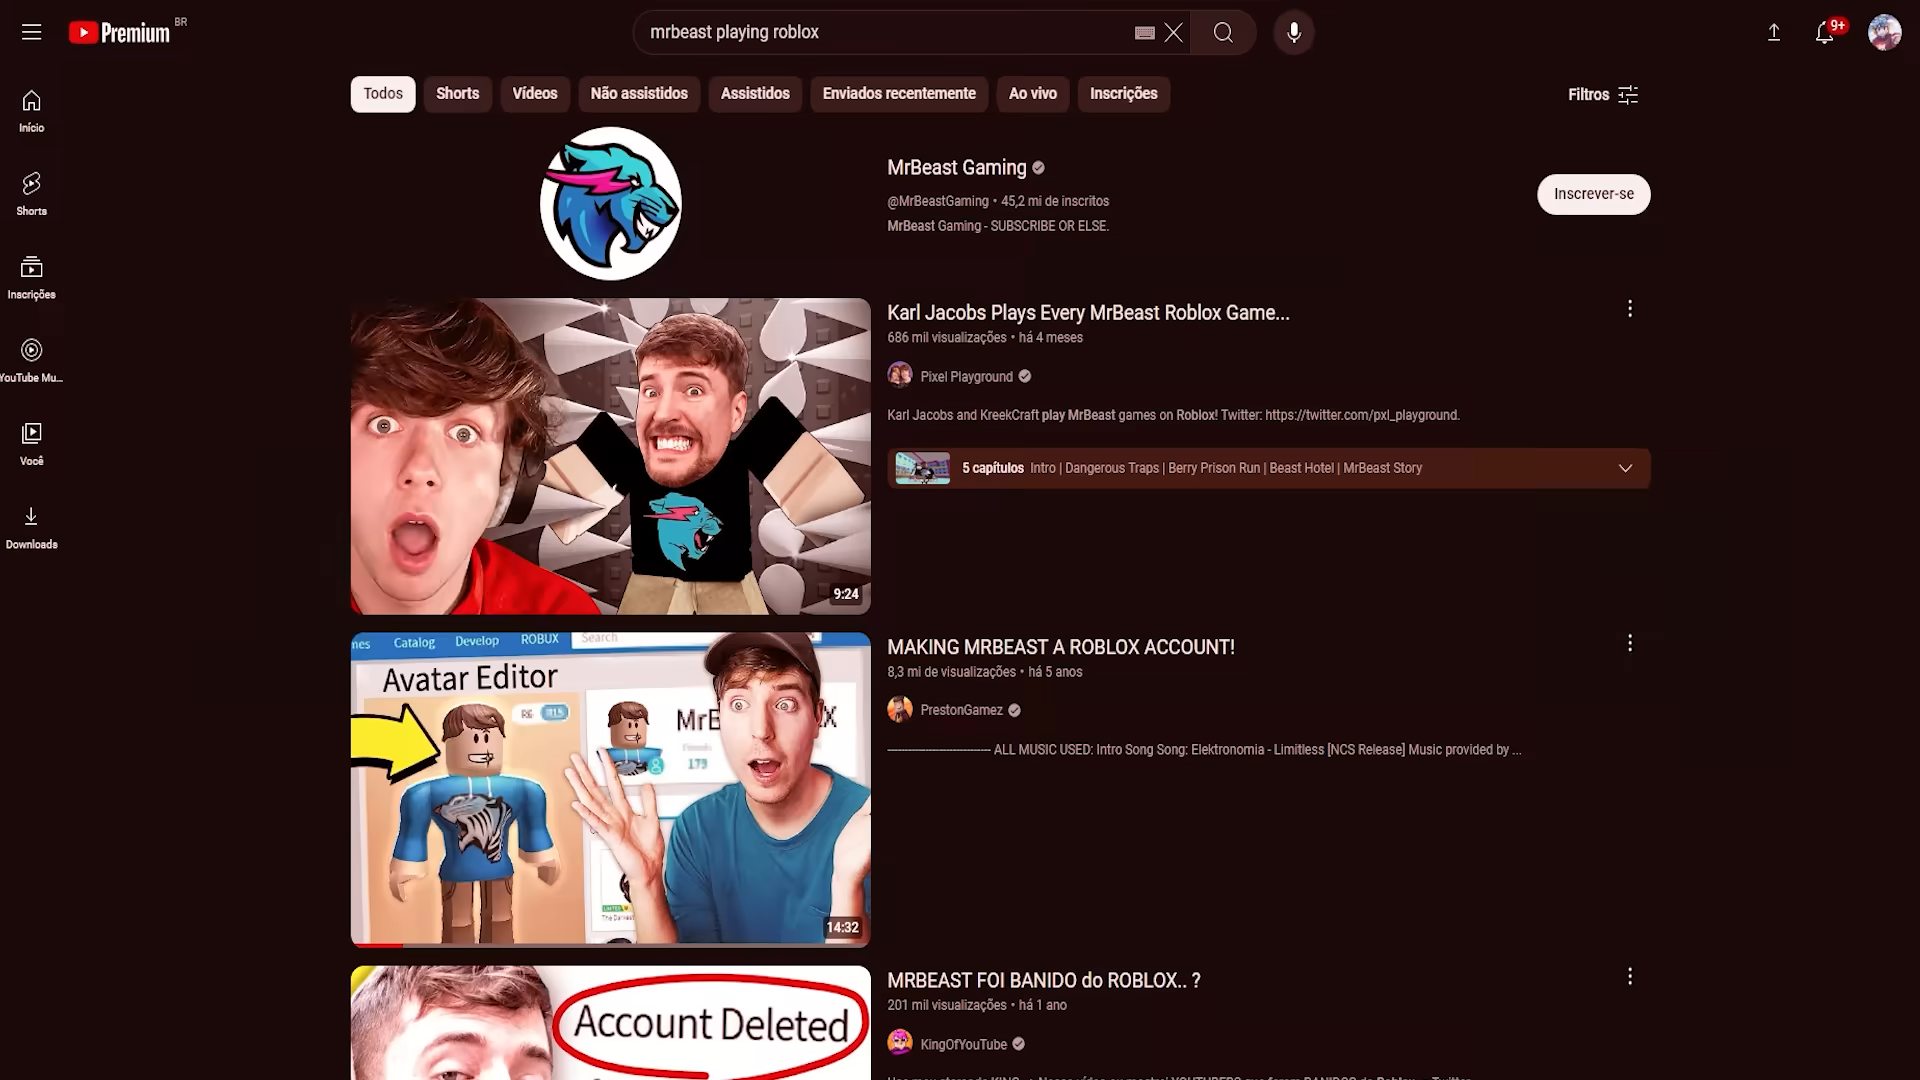 Premium BR
mrbeast playing roblox
9+
Todos
Shorts
Vídeos
Não assistidos
Assistidos
Enviados recentemente
Ao vivo
Inscrições
Filtros
Início
Shorts
Inscrições
YouTube Mu...
Você
Downloads
MrBeast Gaming
@MrBeastGaming • 45,2 mi de inscritos
MrBeast Gaming - SUBSCRIBE OR ELSE.
Inscrever-se
9:24
Karl Jacobs Plays Every MrBeast Roblox Game...
686 mil visualizações • há 4 meses
Pixel Playground
Karl Jacobs and KreekCraft play MrBeast games on Roblox! Twitter: https://twitter.com/pxl_playground.
5 capítulos Intro | Dangerous Traps | Berry Prison Run | Beast Hotel | MrBeast Story
mes Catalog Develop ROBUX Search
Avatar Editor
R6 R15
MrB
179
14:32
MAKING MRBEAST A ROBLOX ACCOUNT!
8,3 mi de visualizações • há 5 anos
PrestonGamez
------------------------------- ALL MUSIC USED: Intro Song Song: Elektronomia - Limitless [NCS Release] Music provided by ...
Account Deleted
MRBEAST FOI BANIDO do ROBLOX.. ?
201 mil visualizações • há 1 ano
KingOfYouTube